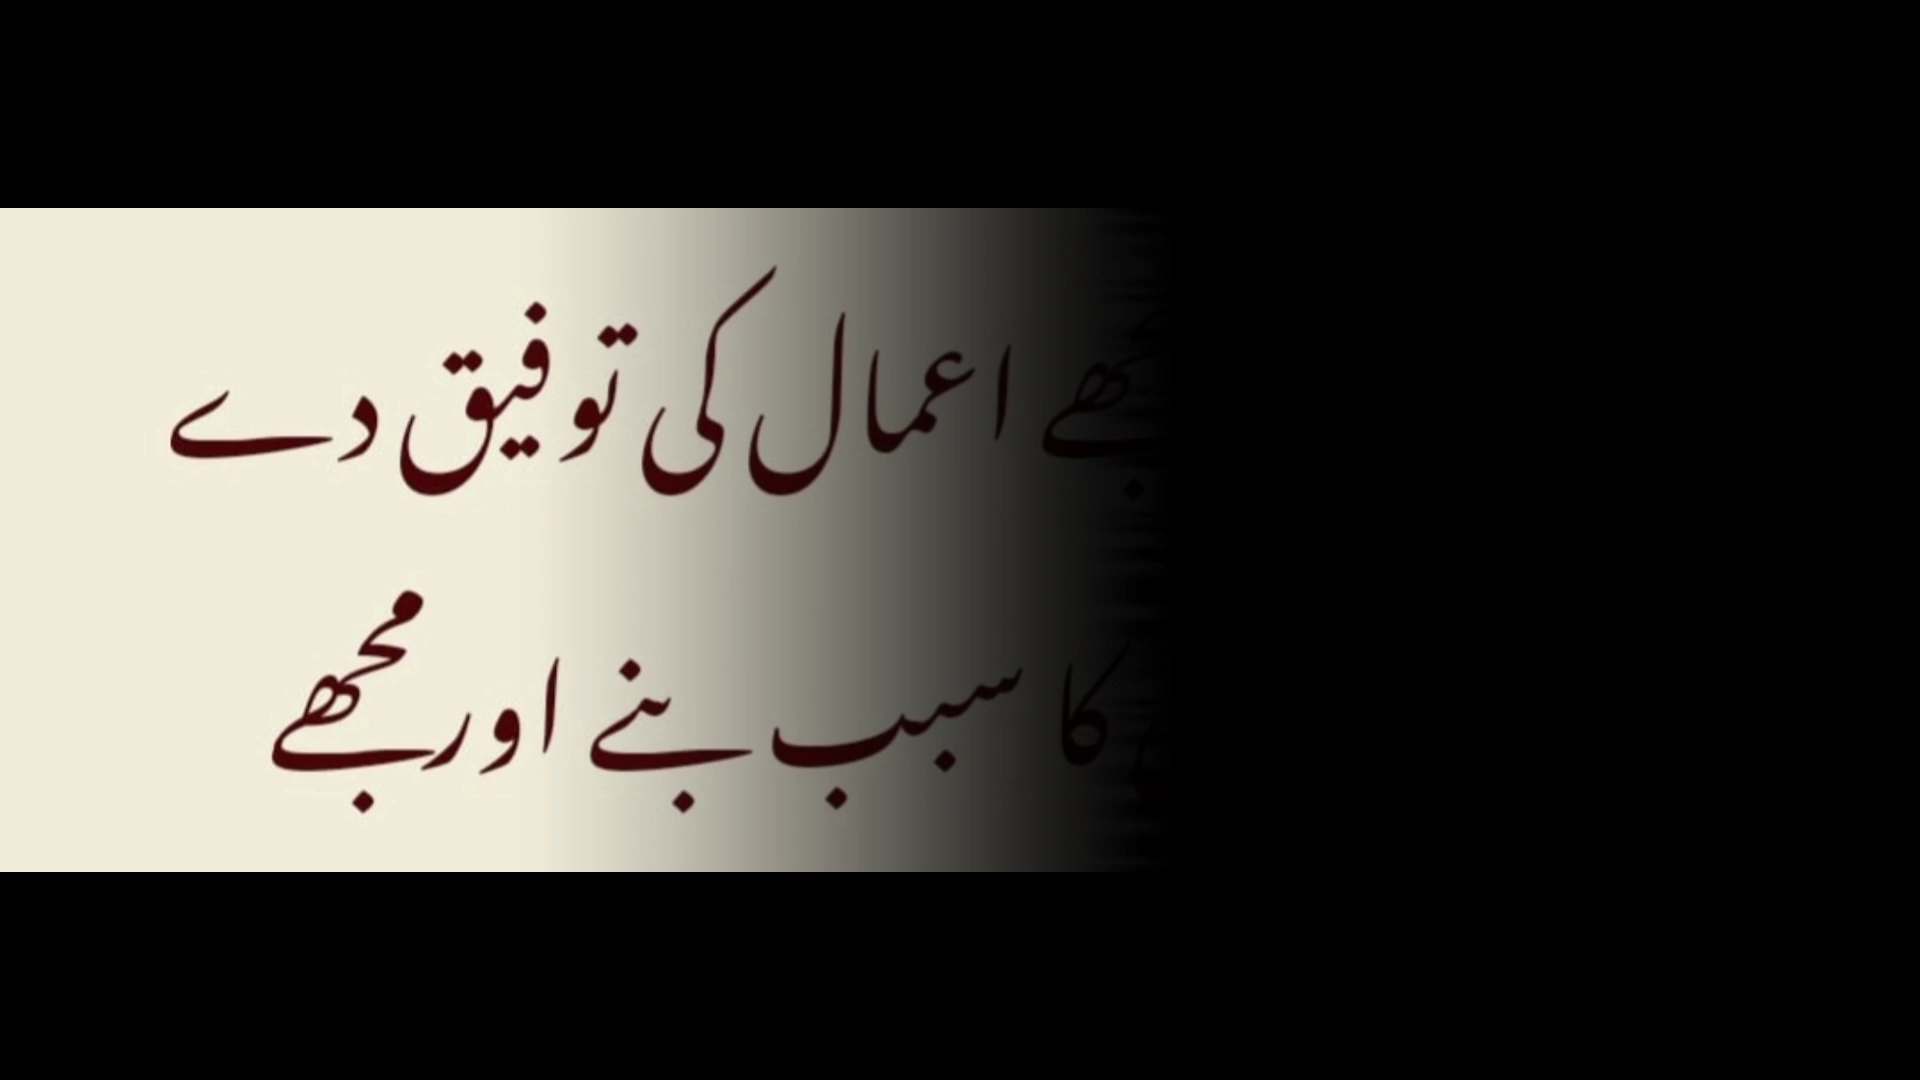 اعمال کی توفیق دے
کا سبب بنے اور مجھے